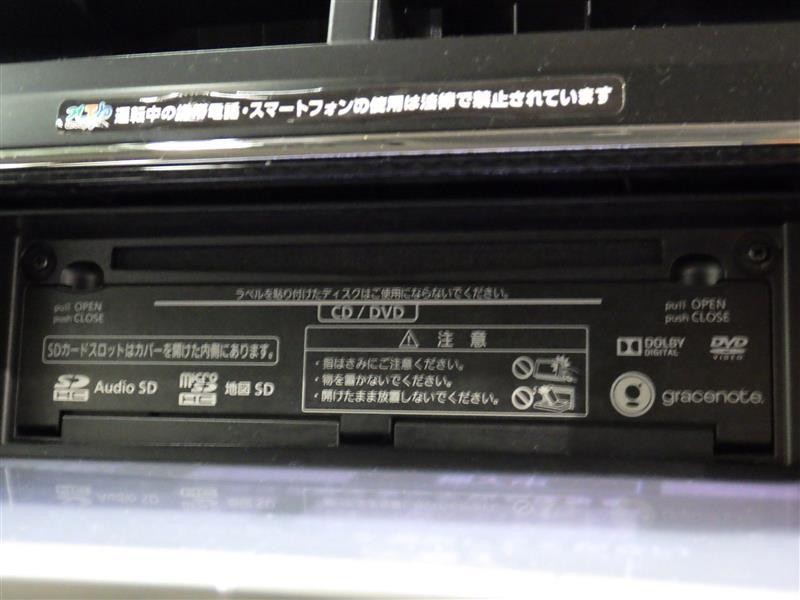 運転中の携帯電話・スマートフォンの使用は法律で禁止されています
ラベルを貼り付けたディスクはご使用にならないでください。
pull OPEN
push CLOSE
CD / DVD
pull OPEN
push CLOSE
SDカードスロットはカバーを開けた内側にあります。
SD HC Audio SD
micro SD HC 地図 SD
注 意
・指はさみにご注意ください。
・物を置かないでください。
・開けたまま放置しないでください。
DOLBY
DIGITAL
DVD
VIDEO
gracenote.